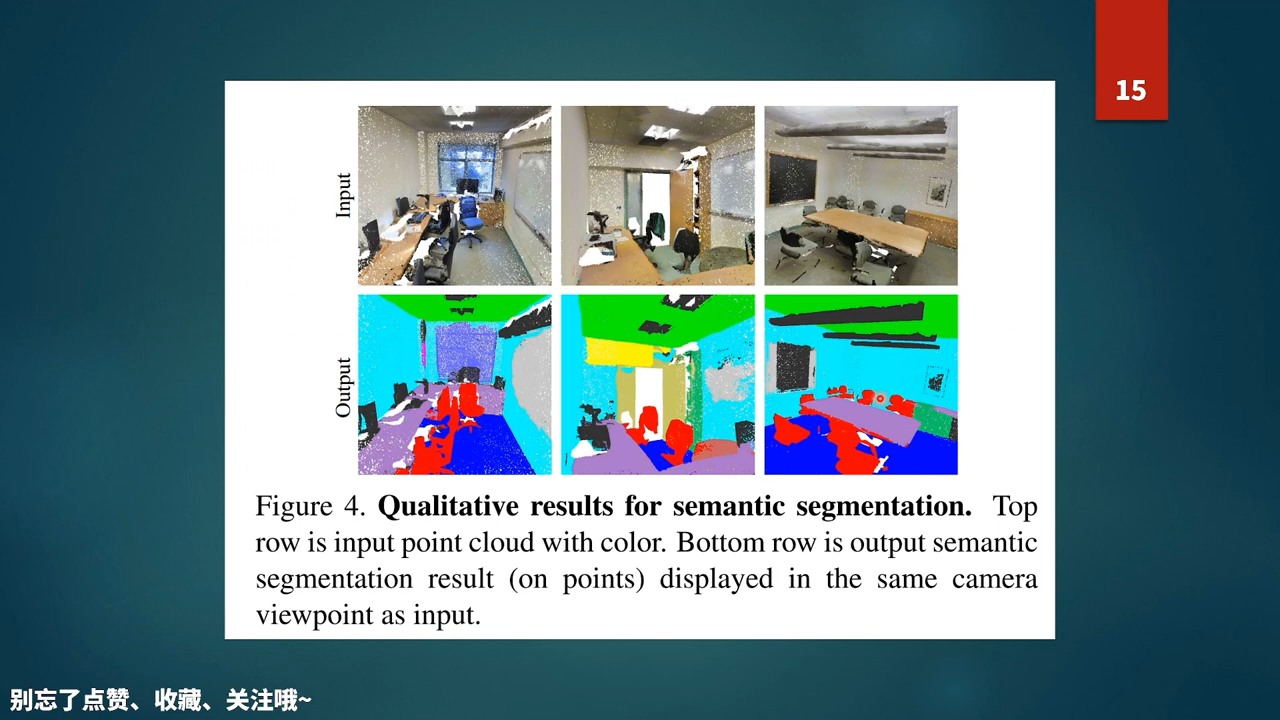 15
Input
Output
Figure 4. Qualitative results for semantic segmentation. Top
row is input point cloud with color. Bottom row is output semantic
segmentation result (on points) displayed in the same camera
viewpoint as input.
别忘了点赞、收藏、关注哦~